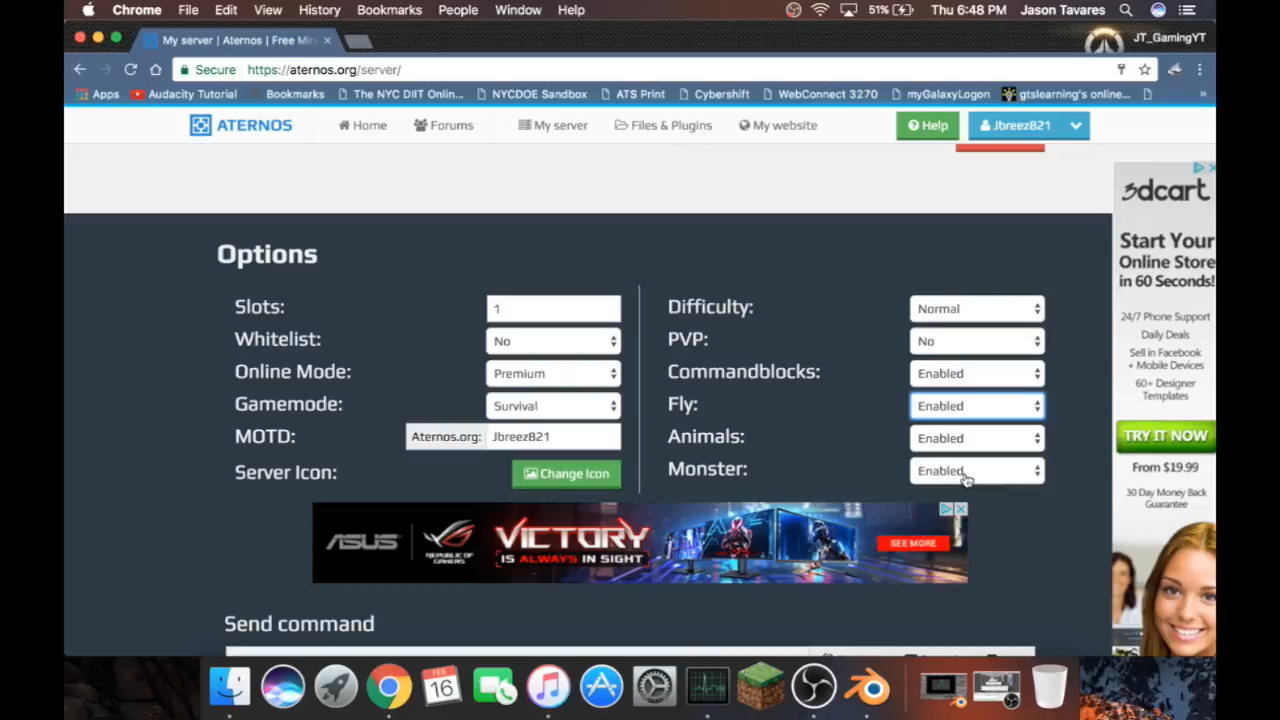 Chrome File Edit View History Bookmarks People Window Help 51% Thu 6:48 PM Jason Tavares
My server | Aternos | Free Min × JT_GamingYT
Secure https://aternos.org/server/
Apps Audacity Tutorial Bookmarks The NYC DIIT Onlin... NYCDOE Sandbox ATS Print Cybershift WebConnect 3270 myGalaxyLogon gtslearning's online... »
ATERNOS Home Forums My server Files & Plugins My website Help Jbreez821
Options
Slots: 1
Whitelist: No
Online Mode: Premium
Gamemode: Survival
MOTD: Aternos.org: Jbreez821
Server Icon: Change Icon
Difficulty: Normal
PVP: No
Commandblocks: Enabled
Fly: Enabled
Animals: Enabled
Monster: Enabled
ASUS REPUBLIC OF GAMERS VICTORY IS ALWAYS IN SIGHT SEE MORE
Send command
3dcart
Start Your
Online Store
in 60 Seconds!
24/7 Phone Support
Daily Deals
Sell in Facebook
+ Mobile Devices
60+ Designer
Templates
TRY IT NOW
From $19.99
30 Day Money Back
Guarantee
FEB
16